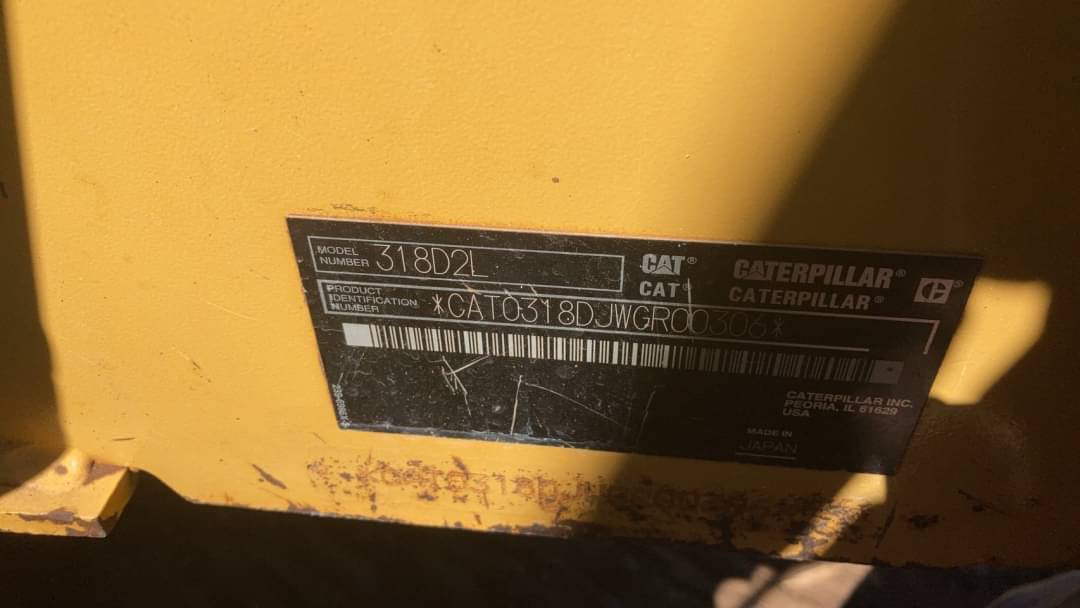 MODEL NUMBER 318D2L
CAT® CATERPILLAR®
CAT® CATERPILLAR®
PRODUCT IDENTIFICATION NUMBER *CAT0318DJWGR00306*
CATERPILLAR INC.
PEORIA, IL 61629
USA
MADE IN
JAPAN